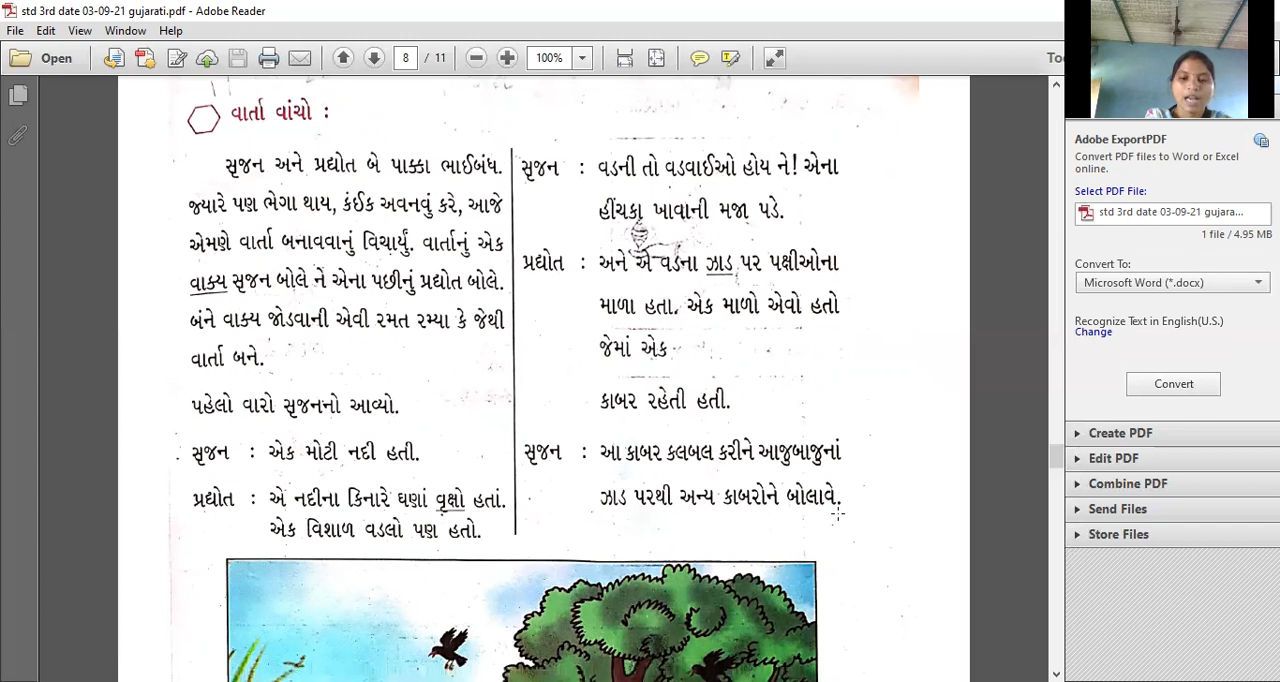 std 3rd date 03-09-21 gujarati.pdf - Adobe Reader
File Edit View Window Help
Open 8 / 11 100% To
વાર્તા વાંચો :
સૃજન અને પ્રદ્યોત બે પાક્કા ભાઈબંધ.
જ્યારે પણ ભેગા થાય, કંઈક અવનવું કરે, આજે
એમણે વાર્તા બનાવવાનું વિચાર્યું. વાર્તાનું એક
વાક્ય સૃજન બોલે ને એના પછીનું પ્રદ્યોત બોલે.
બંને વાક્ય જોડવાની એવી રમત રમ્યા કે જેથી
વાર્તા બને.
પહેલો વારો સૃજનનો આવ્યો.
સૃજન : એક મોટી નદી હતી.
પ્રદ્યોત : એ નદીના કિનારે ઘણાં વૃક્ષો હતાં.
એક વિશાળ વડલો પણ હતો.
સૃજન : વડની તો વડવાઈઓ હોય ને! એના
હીંચકા ખાવાની મજા પડે.
પ્રદ્યોત : અને એ વડના ઝાડ પર પક્ષીઓના
માળા હતા. એક માળો એવો હતો
જેમાં એક
કાબર રહેતી હતી.
સૃજન : આ કાબર કલબલ કરીને આજુબાજુનાં
ઝાડ પરથી અન્ય કાબરોને બોલાવે.
Adobe ExportPDF
Convert PDF files to Word or Excel
online.
Select PDF File:
std 3rd date 03-09-21 gujara...
1 file / 4.95 MB
Convert To:
Microsoft Word (*.docx)
Recognize Text in English(U.S.)
Change
Convert
Create PDF
Edit PDF
Combine PDF
Send Files
Store Files